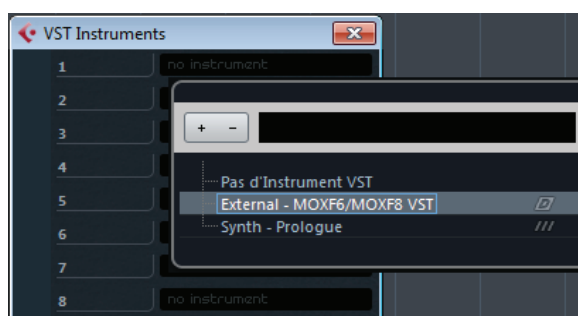 VST Instruments
1 no instrument
2
3
+ -
4
Pas d'Instrument VST
5
External - MOXF6/MOXF8 VST
6
Synth - Prologue
7
8 no instrument